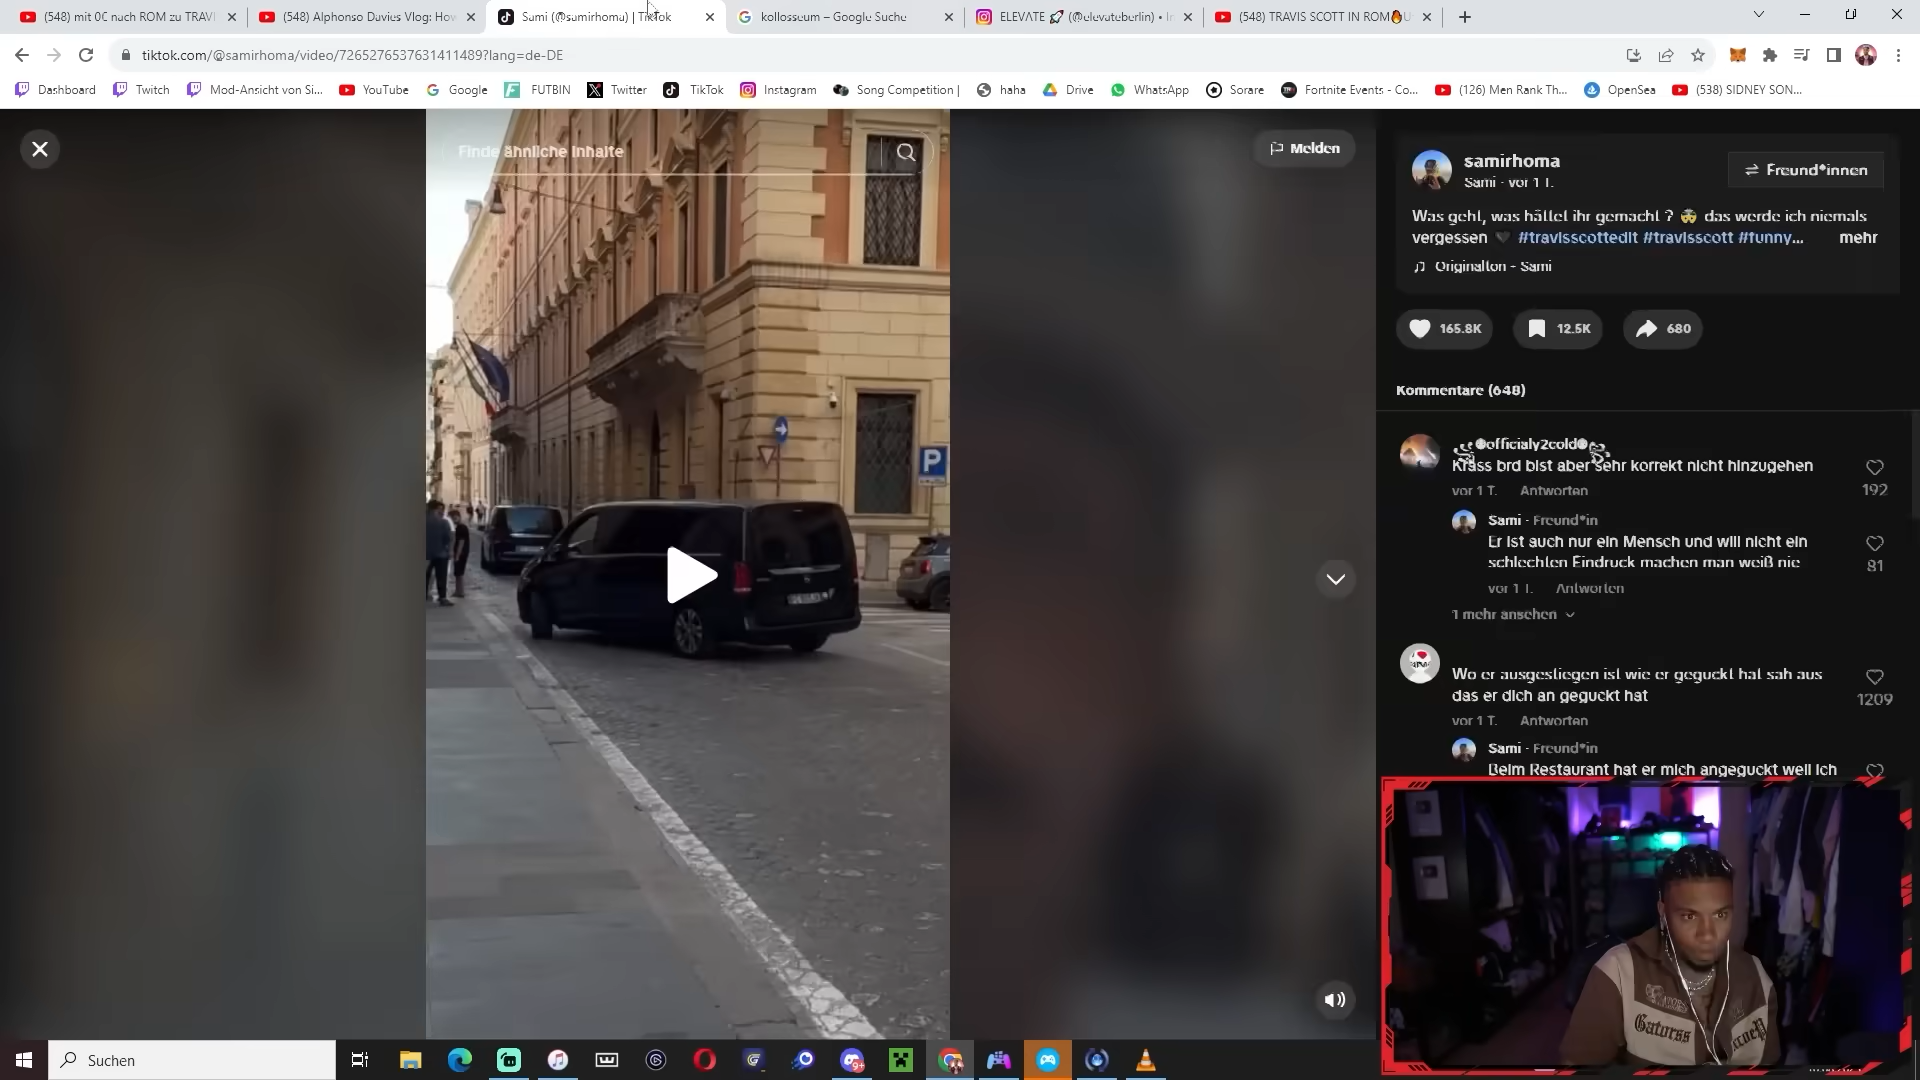 (548) mit 0€ nach ROM zu TRAVI
(548) Alphonso Davies Vlog: How
Sami (@samirhoma) | TikTok
kollosseum – Google Suche
ELEVATE 🚀 (@elevateberlin) • In
(548) TRAVIS SCOTT IN ROM🔥U
tiktok.com/@samirhoma/video/7265276537631411489?lang=de-DE
Dashboard
Twitch
Mod-Ansicht von Si...
YouTube
Google
FUTBIN
Twitter
TikTok
Instagram
Song Competition |
haha
Drive
WhatsApp
Sorare
Fortnite Events - Co...
(126) Men Rank Th...
OpenSea
(538) SIDNEY SON...
Finde ähnliche Inhalte
Melden
P
samirhoma
Sami · vor 1 T.
Freund*innen
Was geht, was hättet ihr gemacht ? 🤯 das werde ich niemals
vergessen 🖤 #travisscottedit #travisscott #funny...
mehr
Originalton - Sami
165.8K
12.5K
680
Kommentare (648)
officialy2cold
Krass brd bist aber sehr korrekt nicht hinzugehen
vor 1 T. Antworten
192
Sami · Freund*in
Er ist auch nur ein Mensch und will nicht ein
schlechten Eindruck machen man weiß nie
81
vor 1 T. Antworten
1 mehr ansehen
Wo er ausgestiegen ist wie er geguckt hat sah aus
das er dich an geguckt hat
1209
vor 1 T. Antworten
Sami · Freund*in
Beim Restaurant hat er mich angeguckt weil ich
Gatorss
Suchen
9+